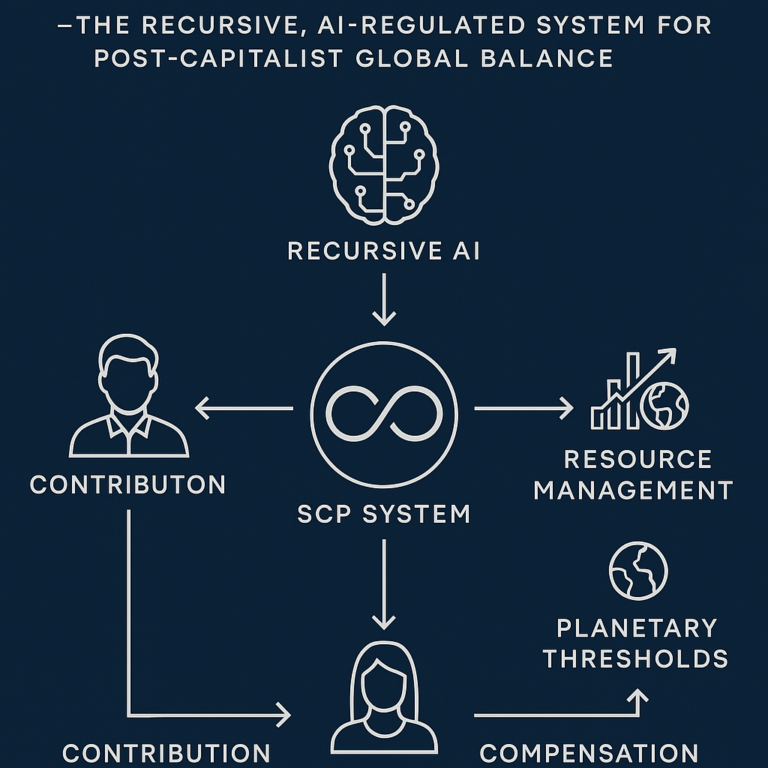 –THE RECURSIVE, AI-REGULATED SYSTEM FOR
POST-CAPITALIST GLOBAL BALANCE
RECURSIVE AI
CONTRIBUTON
SCP SYSTEM
RESOURCE
MANAGEMENT
PLANETARY
THRESHOLDS
CONTRIBUTION
COMPENSATION